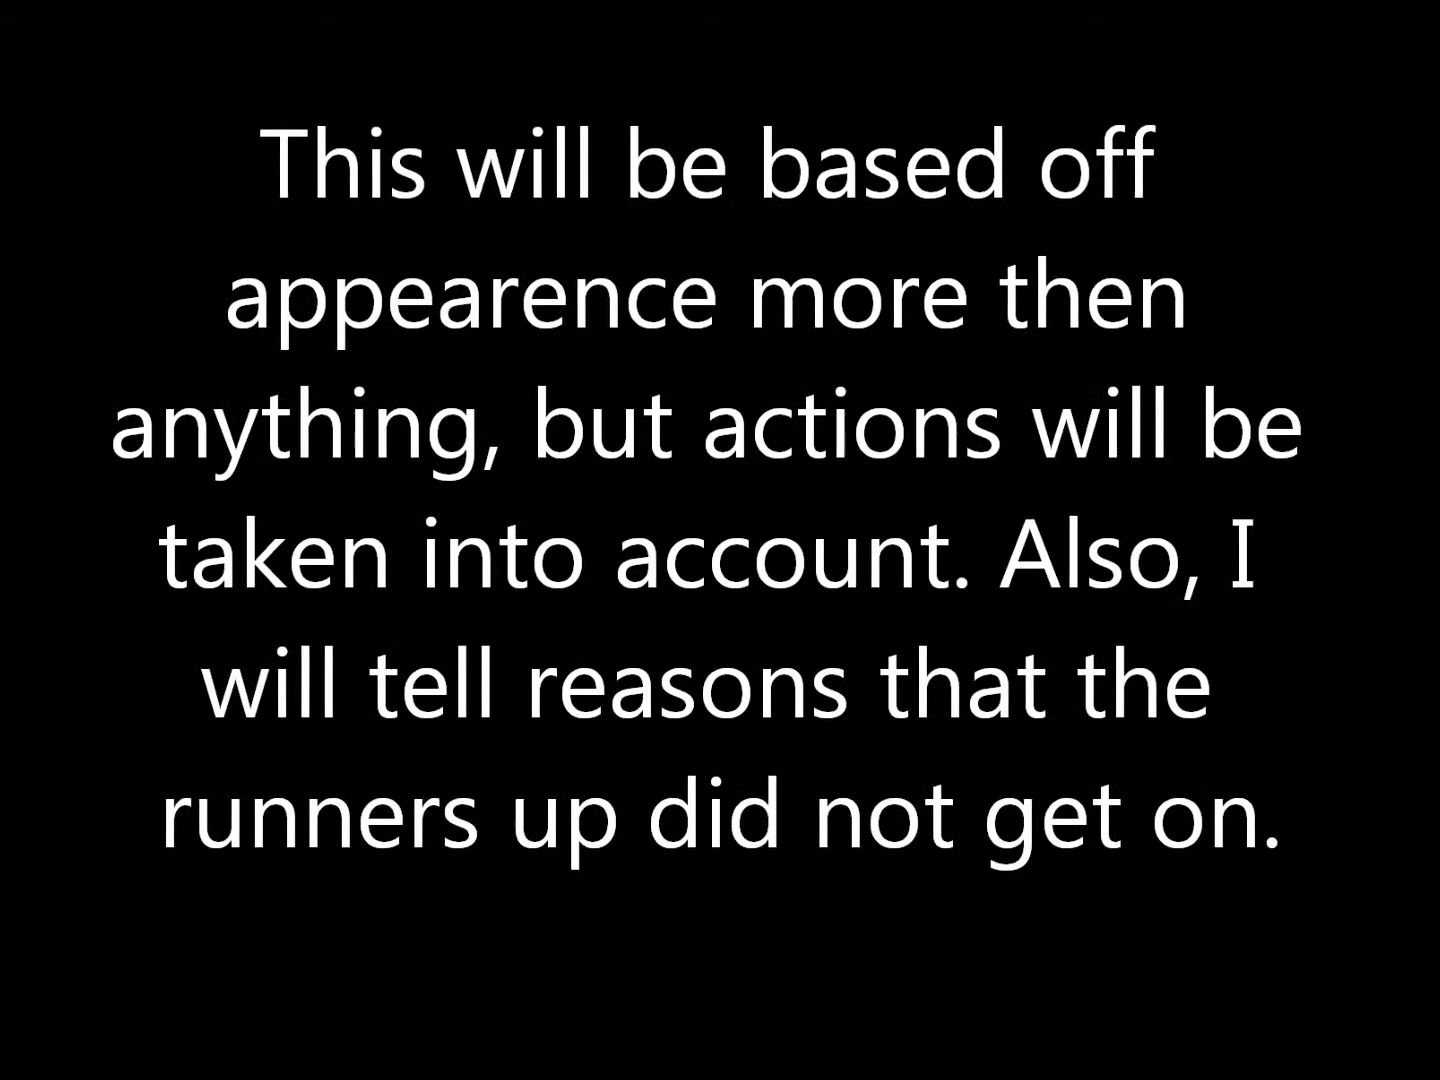 This will be based off
appearence more then
anything, but actions will be
taken into account. Also, I
will tell reasons that the
runners up did not get on.